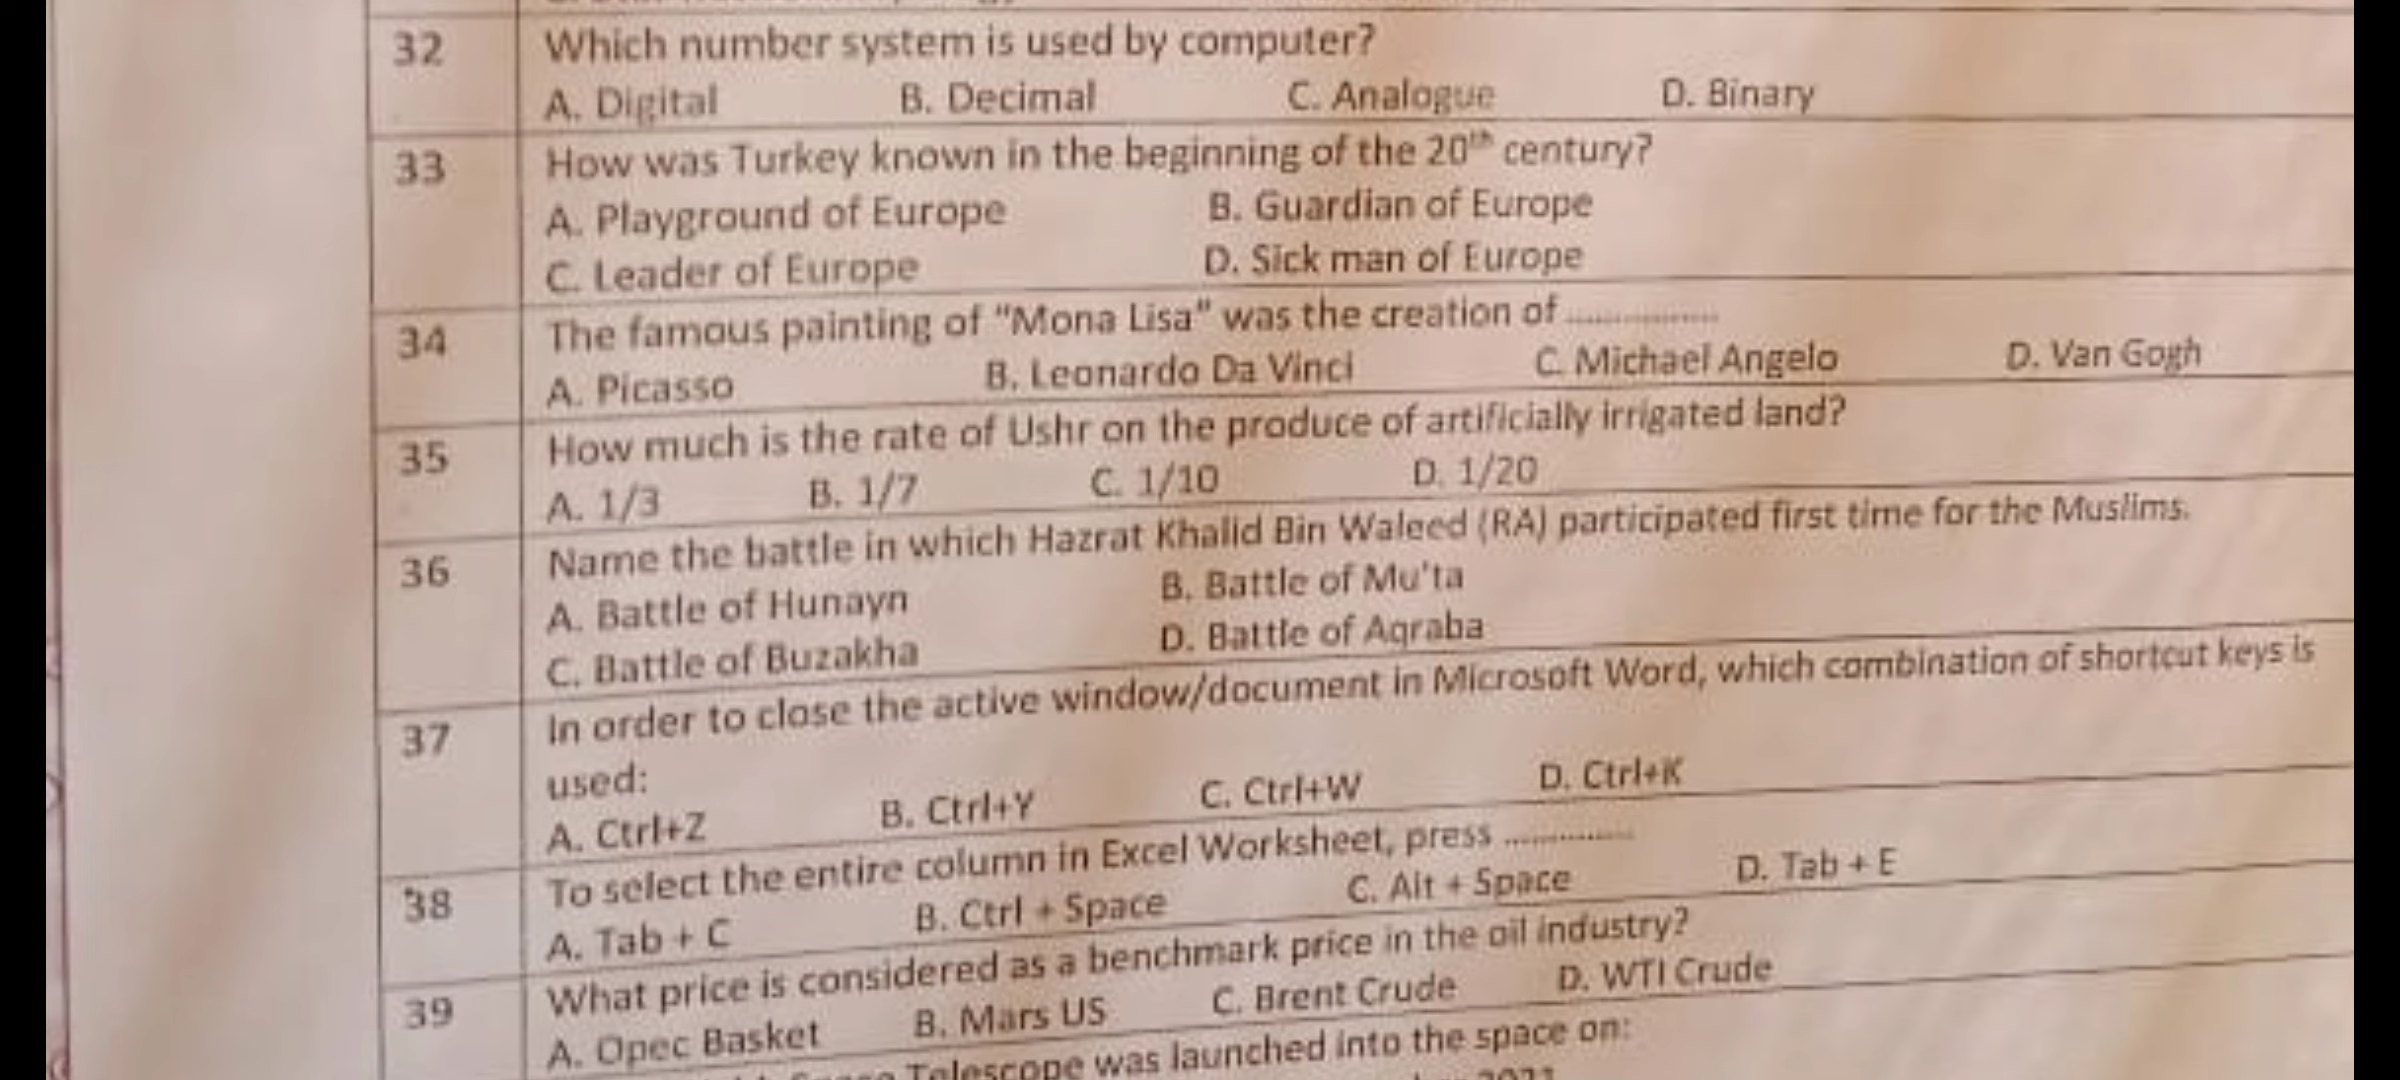 32
Which number system is used by computer?
A. Digital B. Decimal C. Analogue D. Binary
33
How was Turkey known in the beginning of the 20th century?
A. Playground of Europe B. Guardian of Europe
C. Leader of Europe D. Sick man of Europe
34
The famous painting of "Mona Lisa" was the creation of ................
A. Picasso B. Leonardo Da Vinci C. Michael Angelo D. Van Gogh
35
How much is the rate of Ushr on the produce of artificially irrigated land?
A. 1/3 B. 1/7 C. 1/10 D. 1/20
36
Name the battle in which Hazrat Khalid Bin Waleed (RA) participated first time for the Muslims.
A. Battle of Hunayn B. Battle of Mu'ta
C. Battle of Buzakha D. Battle of Aqraba
37
In order to close the active window/document in Microsoft Word, which combination of shortcut keys is
used:
A. Ctrl+Z B. Ctrl+Y C. Ctrl+W D. Ctrl+K
38
To select the entire column in Excel Worksheet, press ..............
A. Tab + C B. Ctrl + Space C. Alt + Space D. Tab + E
39
What price is considered as a benchmark price in the oil industry?
A. Opec Basket B. Mars US C. Brent Crude D. WTI Crude
Telescope was launched into the space on: